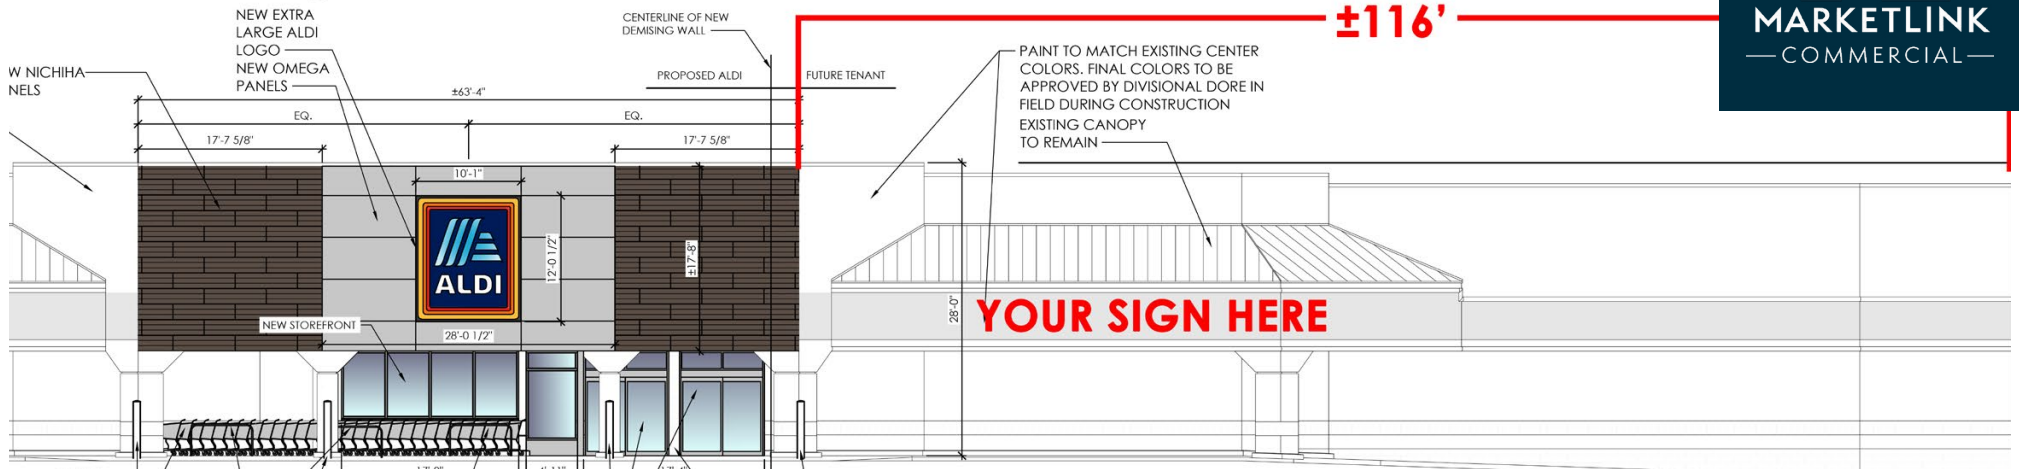 NEW EXTRA
LARGE ALDI
LOGO
NEW OMEGA
PANELS
W NICHIHA
NELS
CENTERLINE OF NEW
DEMISING WALL
PROPOSED ALDI
FUTURE TENANT
±116'
MARKETLINK
COMMERCIAL
PAINT TO MATCH EXISTING CENTER
COLORS. FINAL COLORS TO BE
APPROVED BY DIVISIONAL DORE IN
FIELD DURING CONSTRUCTION
EXISTING CANOPY
TO REMAIN
±63'-4"
EQ.
EQ.
17'-7 5/8"
17'-7 5/8"
10'-1"
12'-0 1/2"
±17'-8"
ALDI
NEW STOREFRONT
28'-0 1/2"
28'-0"
YOUR SIGN HERE